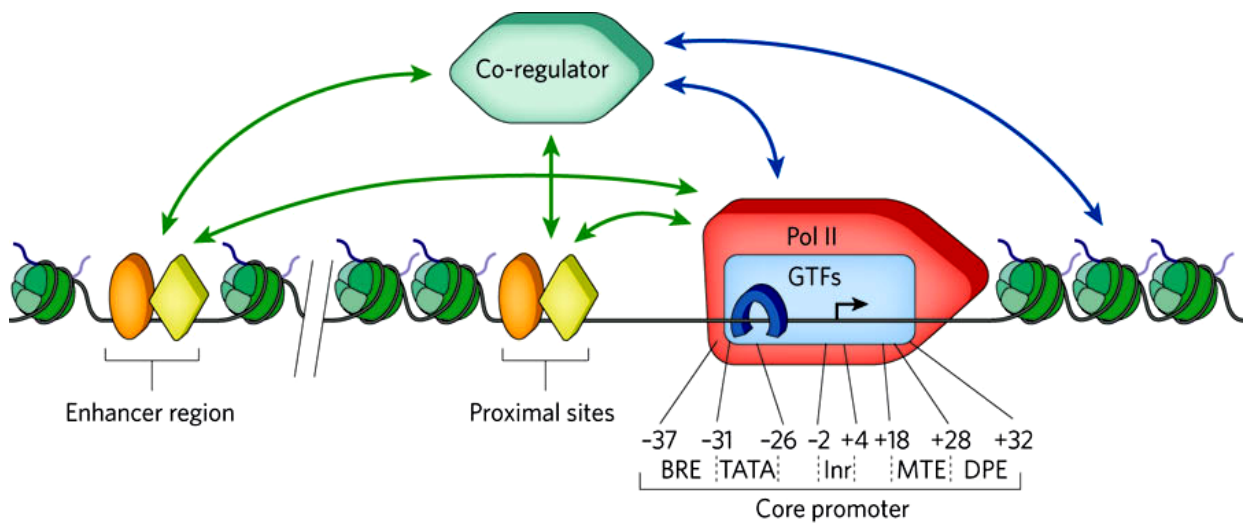 Co-regulator
Pol II
GTFs
Enhancer region
Proximal sites
–37 –31 –26 –2 +4 +18 +28 +32
BRE TATA Inr MTE DPE
Core promoter